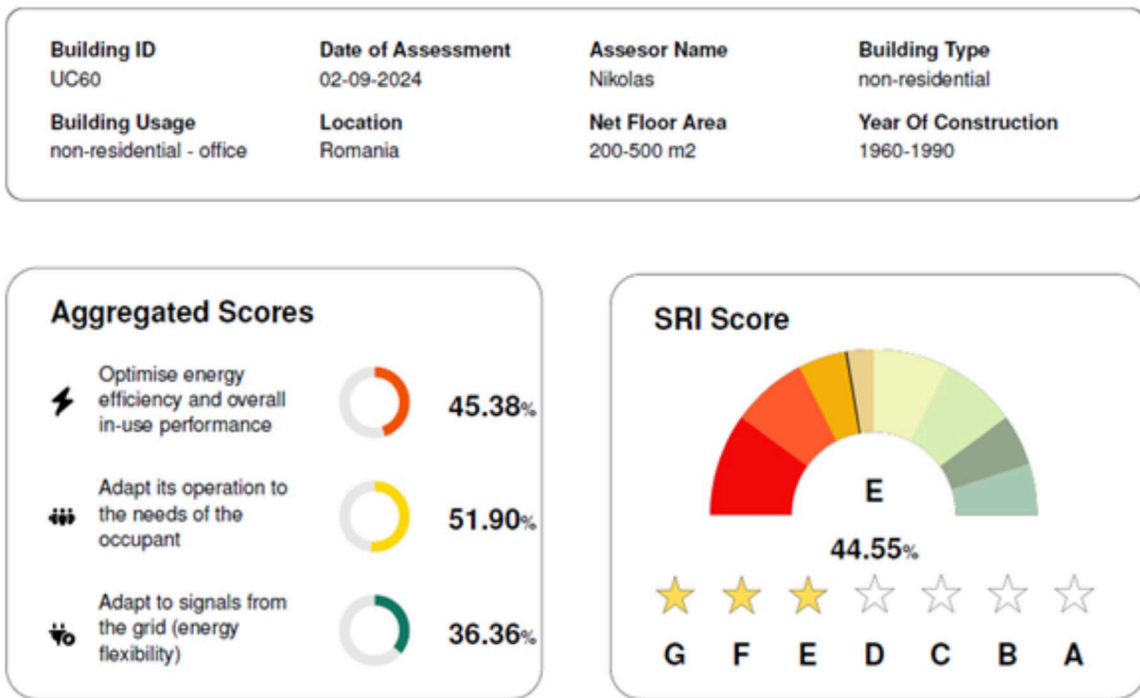 Building ID Date of Assessment Assesor Name Building Type
UC60 02-09-2024 Nikolas non-residential
Building Usage Location Net Floor Area Year Of Construction
non-residential - office Romania 200-500 m2 1960-1990
Aggregated Scores
Optimise energy
efficiency and overall
in-use performance
45.38%
Adapt its operation to
the needs of the
occupant
51.90%
Adapt to signals from
the grid (energy
flexibility)
36.36%
SRI Score
E
44.55%
G F E D C B A